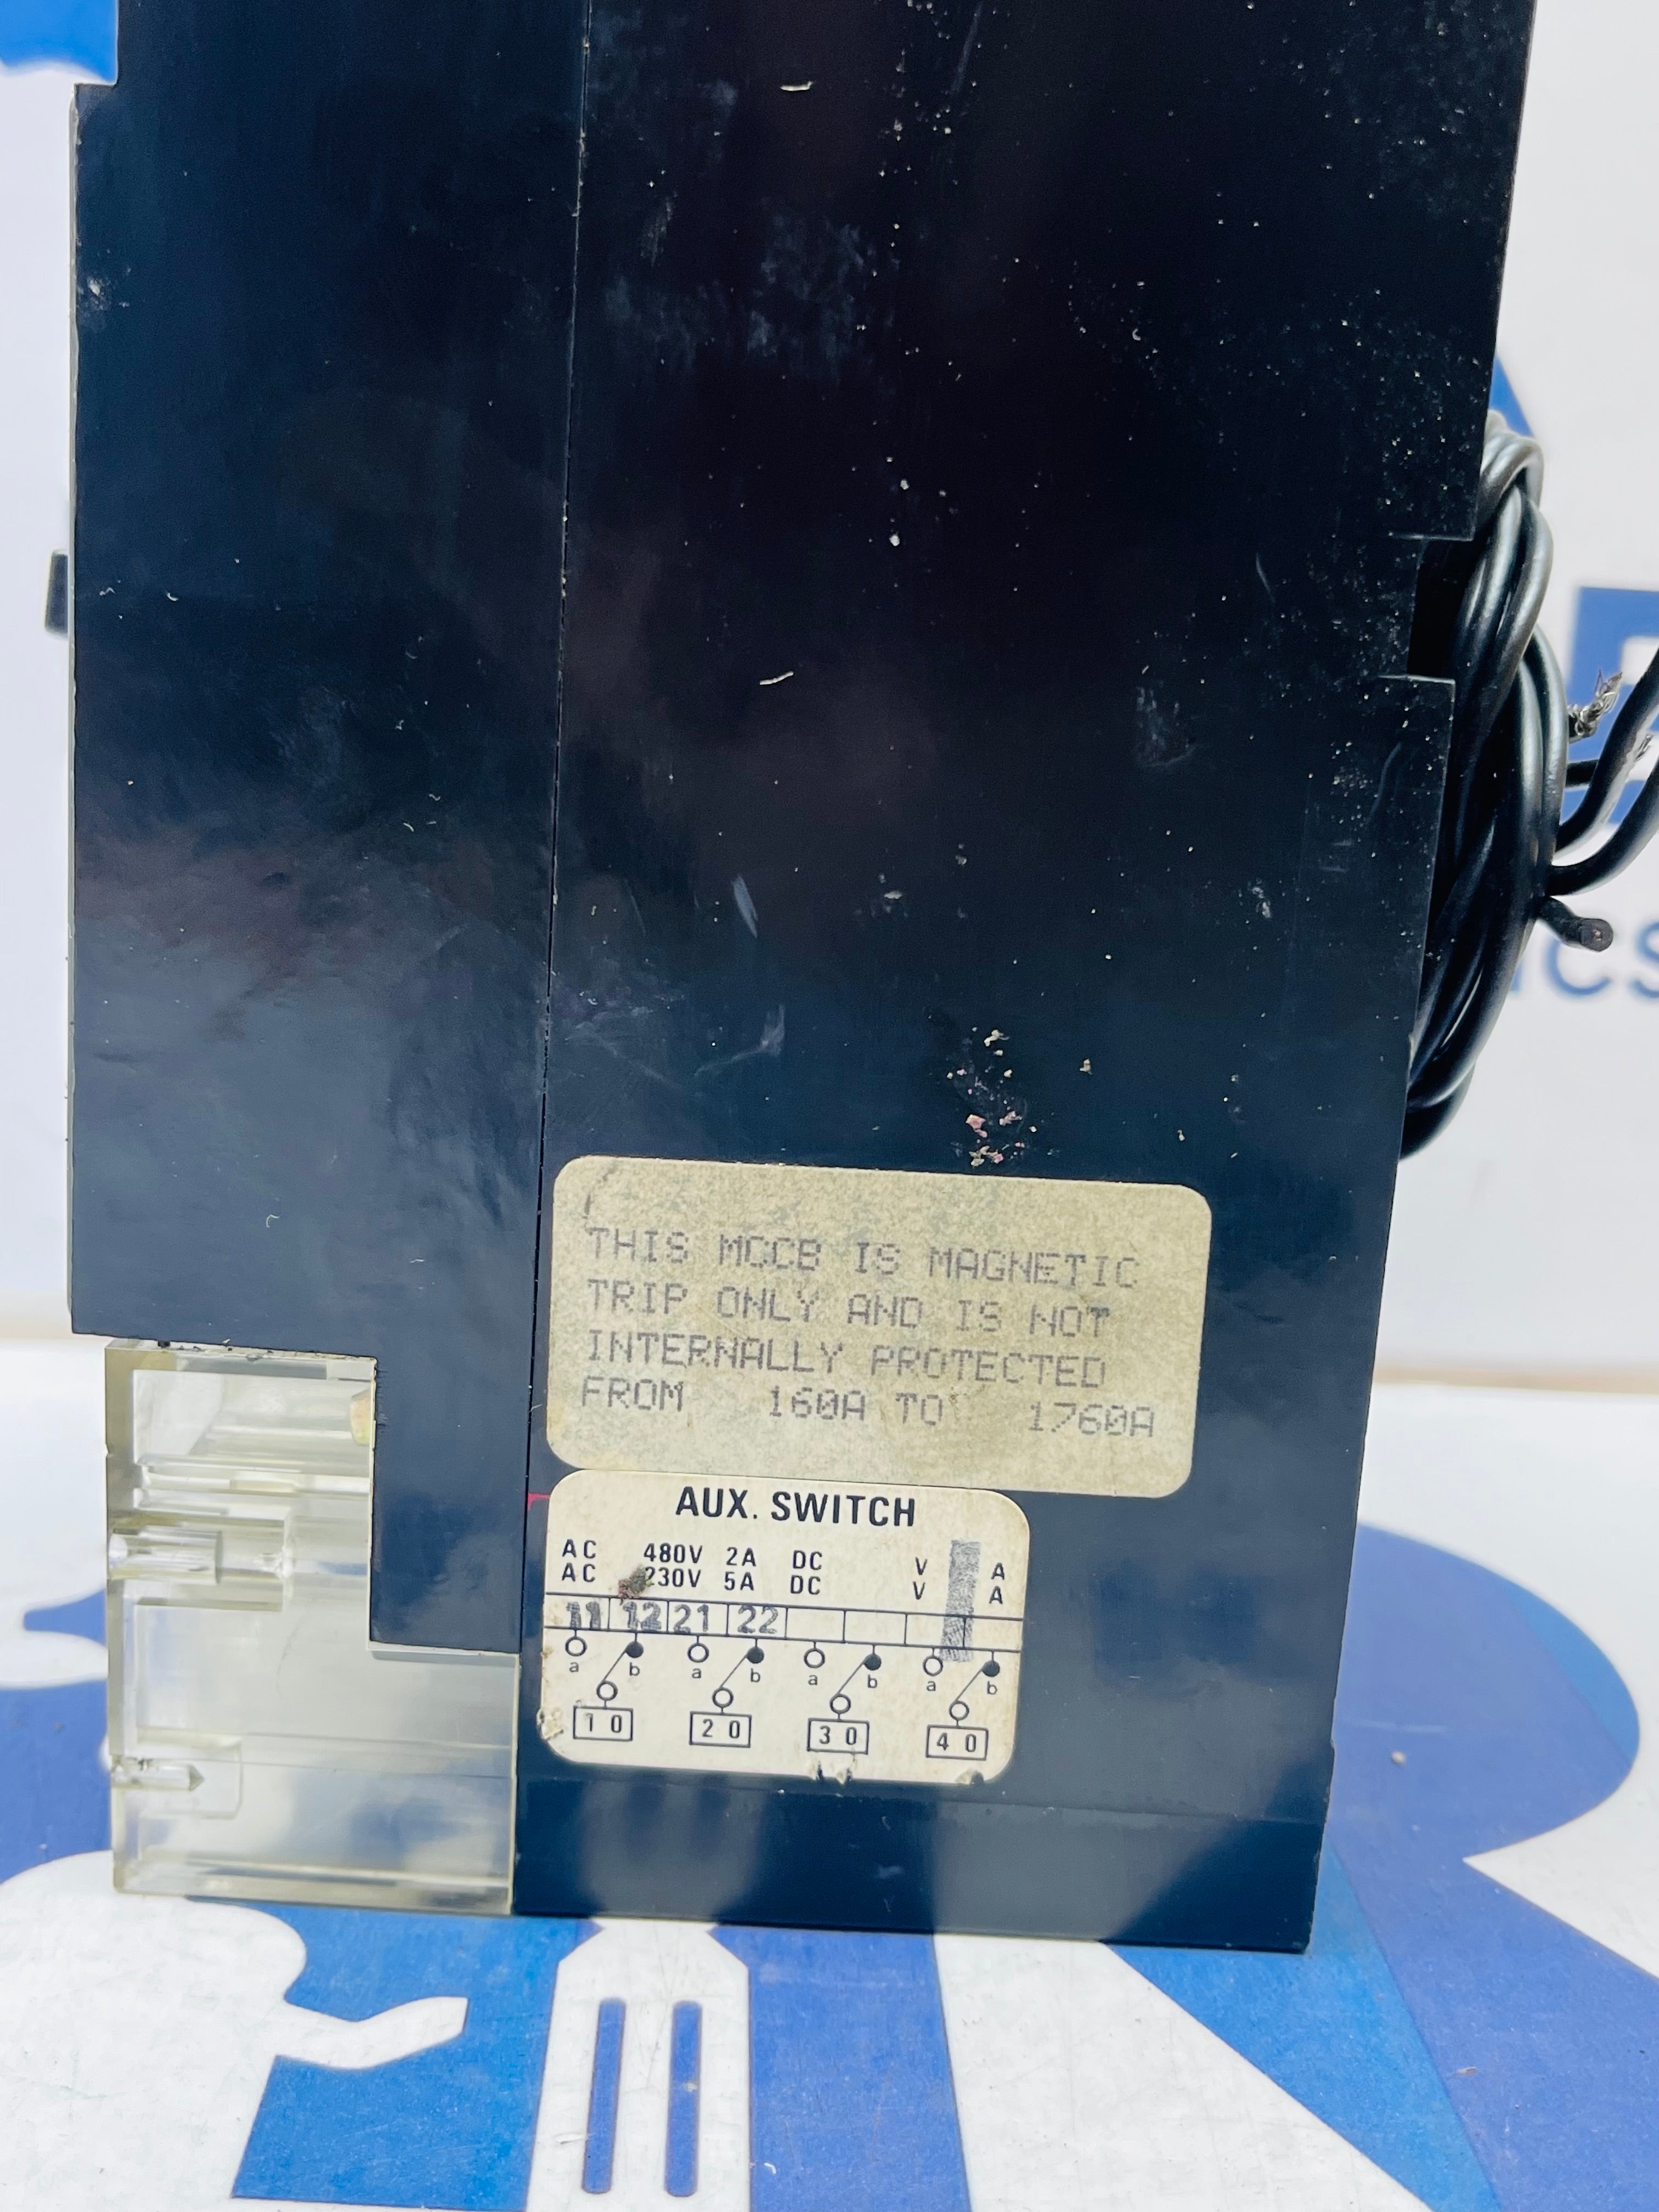 THIS MCCB IS MAGNETIC
TRIP ONLY AND IS NOT
INTERNALLY PROTECTED
FROM 160A TO 1760A
AUX. SWITCH
AC 480V 2A DC V A
AC 230V 5A DC V A
11 12 21 22
a b a b a b a b
10 20 30 40
ics